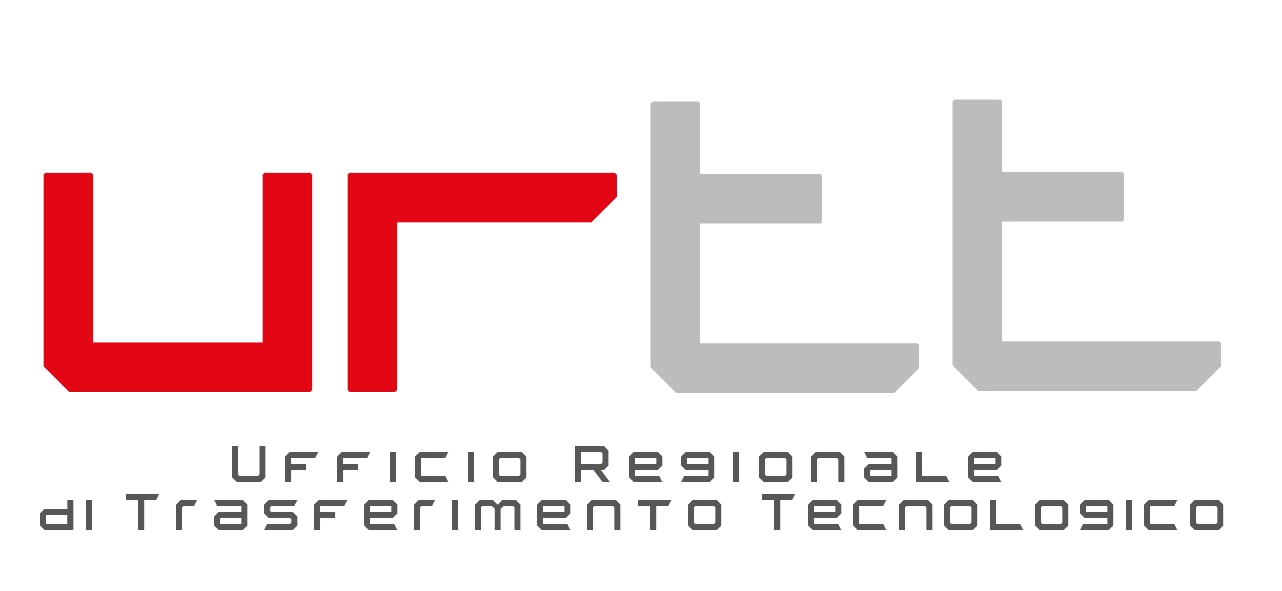 urtt
Ufficio Regionale
di Trasferimento Tecnologico